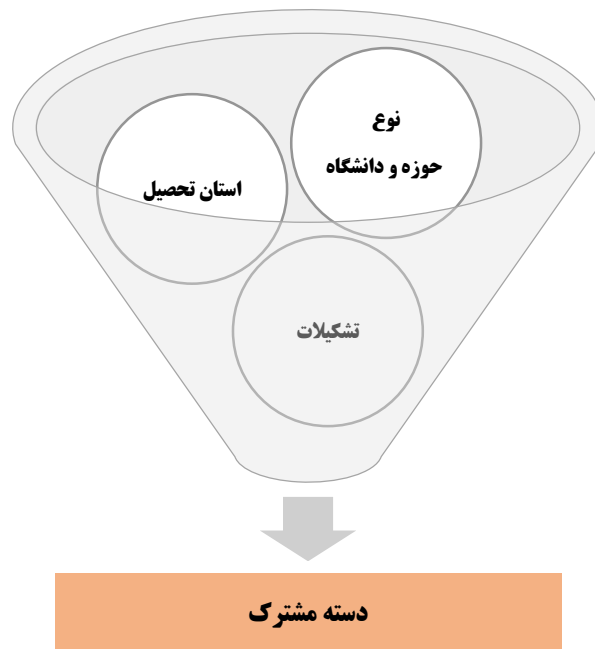 نوع
حوزه و دانشگاه
استان تحصیل
تشکیلات
دسته مشترک